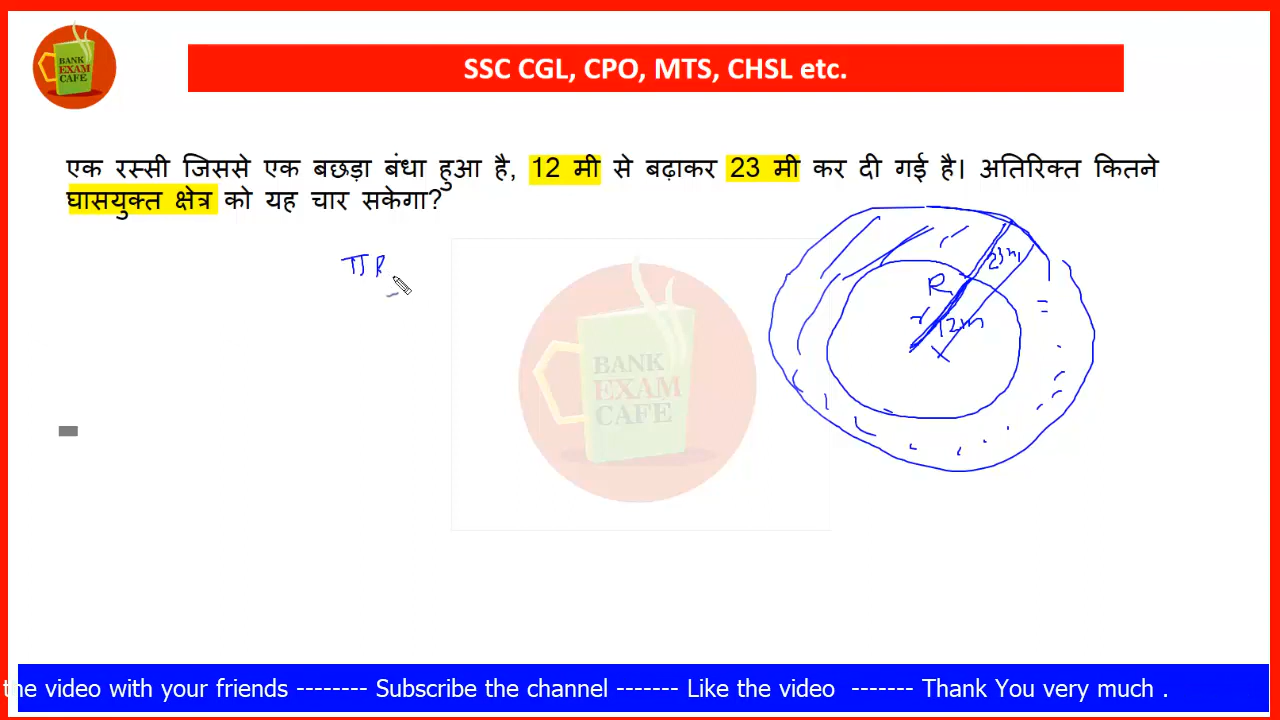 BANK
EXAM
CAFE
SSC CGL, CPO, MTS, CHSL etc.
एक रस्सी जिससे एक बछड़ा बंधा हुआ है, 12 मी से बढ़ाकर 23 मी कर दी गई है। अतिरिक्त कितने
घासयुक्त क्षेत्र को यह चार सकेगा?
πR
23m
R
r
12m
BANK
EXAM
CAFE
the video with your friends -------- Subscribe the channel ------- Like the video ------- Thank You very much .